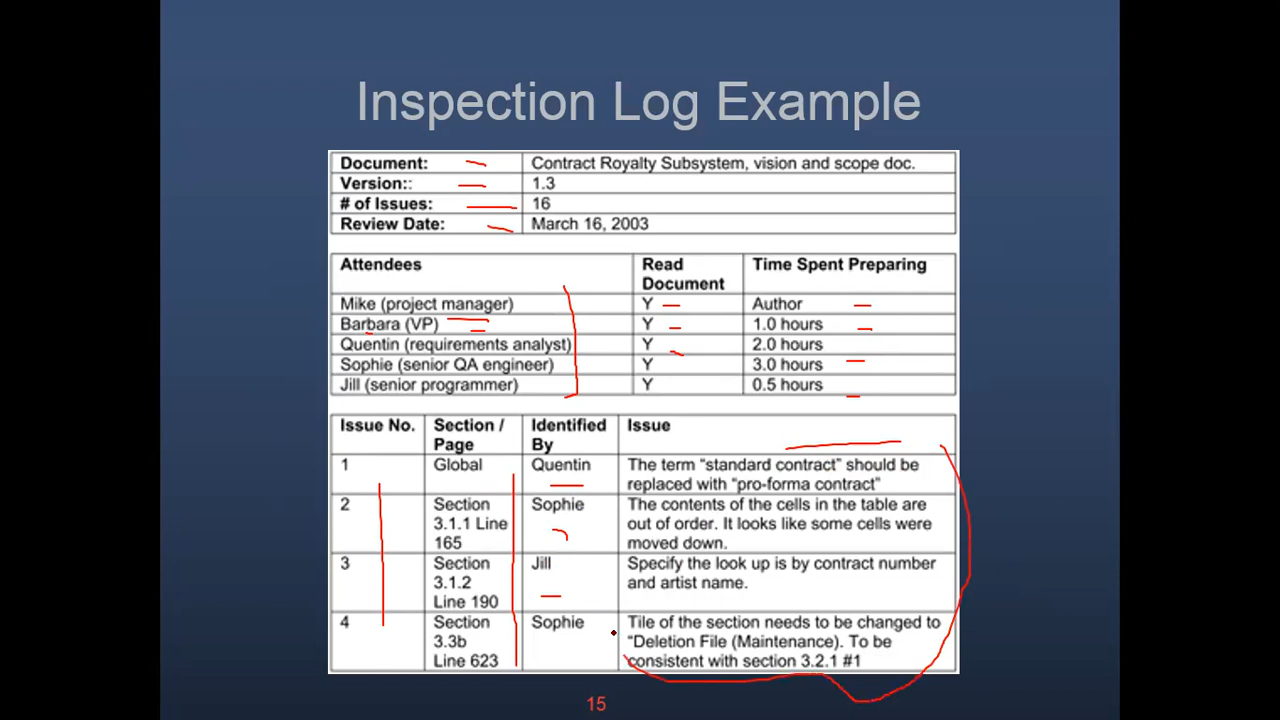 Inspection Log Example
Document: Contract Royalty Subsystem, vision and scope doc.
Version:: 1.3
# of Issues: 16
Review Date: March 16, 2003
Attendees Read Document Time Spent Preparing
Mike (project manager) Y Author
Barbara (VP) Y 1.0 hours
Quentin (requirements analyst) Y 2.0 hours
Sophie (senior QA engineer) Y 3.0 hours
Jill (senior programmer) Y 0.5 hours
Issue No. Section / Page Identified By Issue
1 Global Quentin The term “standard contract” should be
replaced with “pro-forma contract”
2 Section 3.1.1 Line 165 Sophie The contents of the cells in the table are
out of order. It looks like some cells were
moved down.
3 Section 3.1.2 Line 190 Jill Specify the look up is by contract number
and artist name.
4 Section 3.3b Line 623 Sophie Tile of the section needs to be changed to
“Deletion File (Maintenance). To be
consistent with section 3.2.1 #1
15